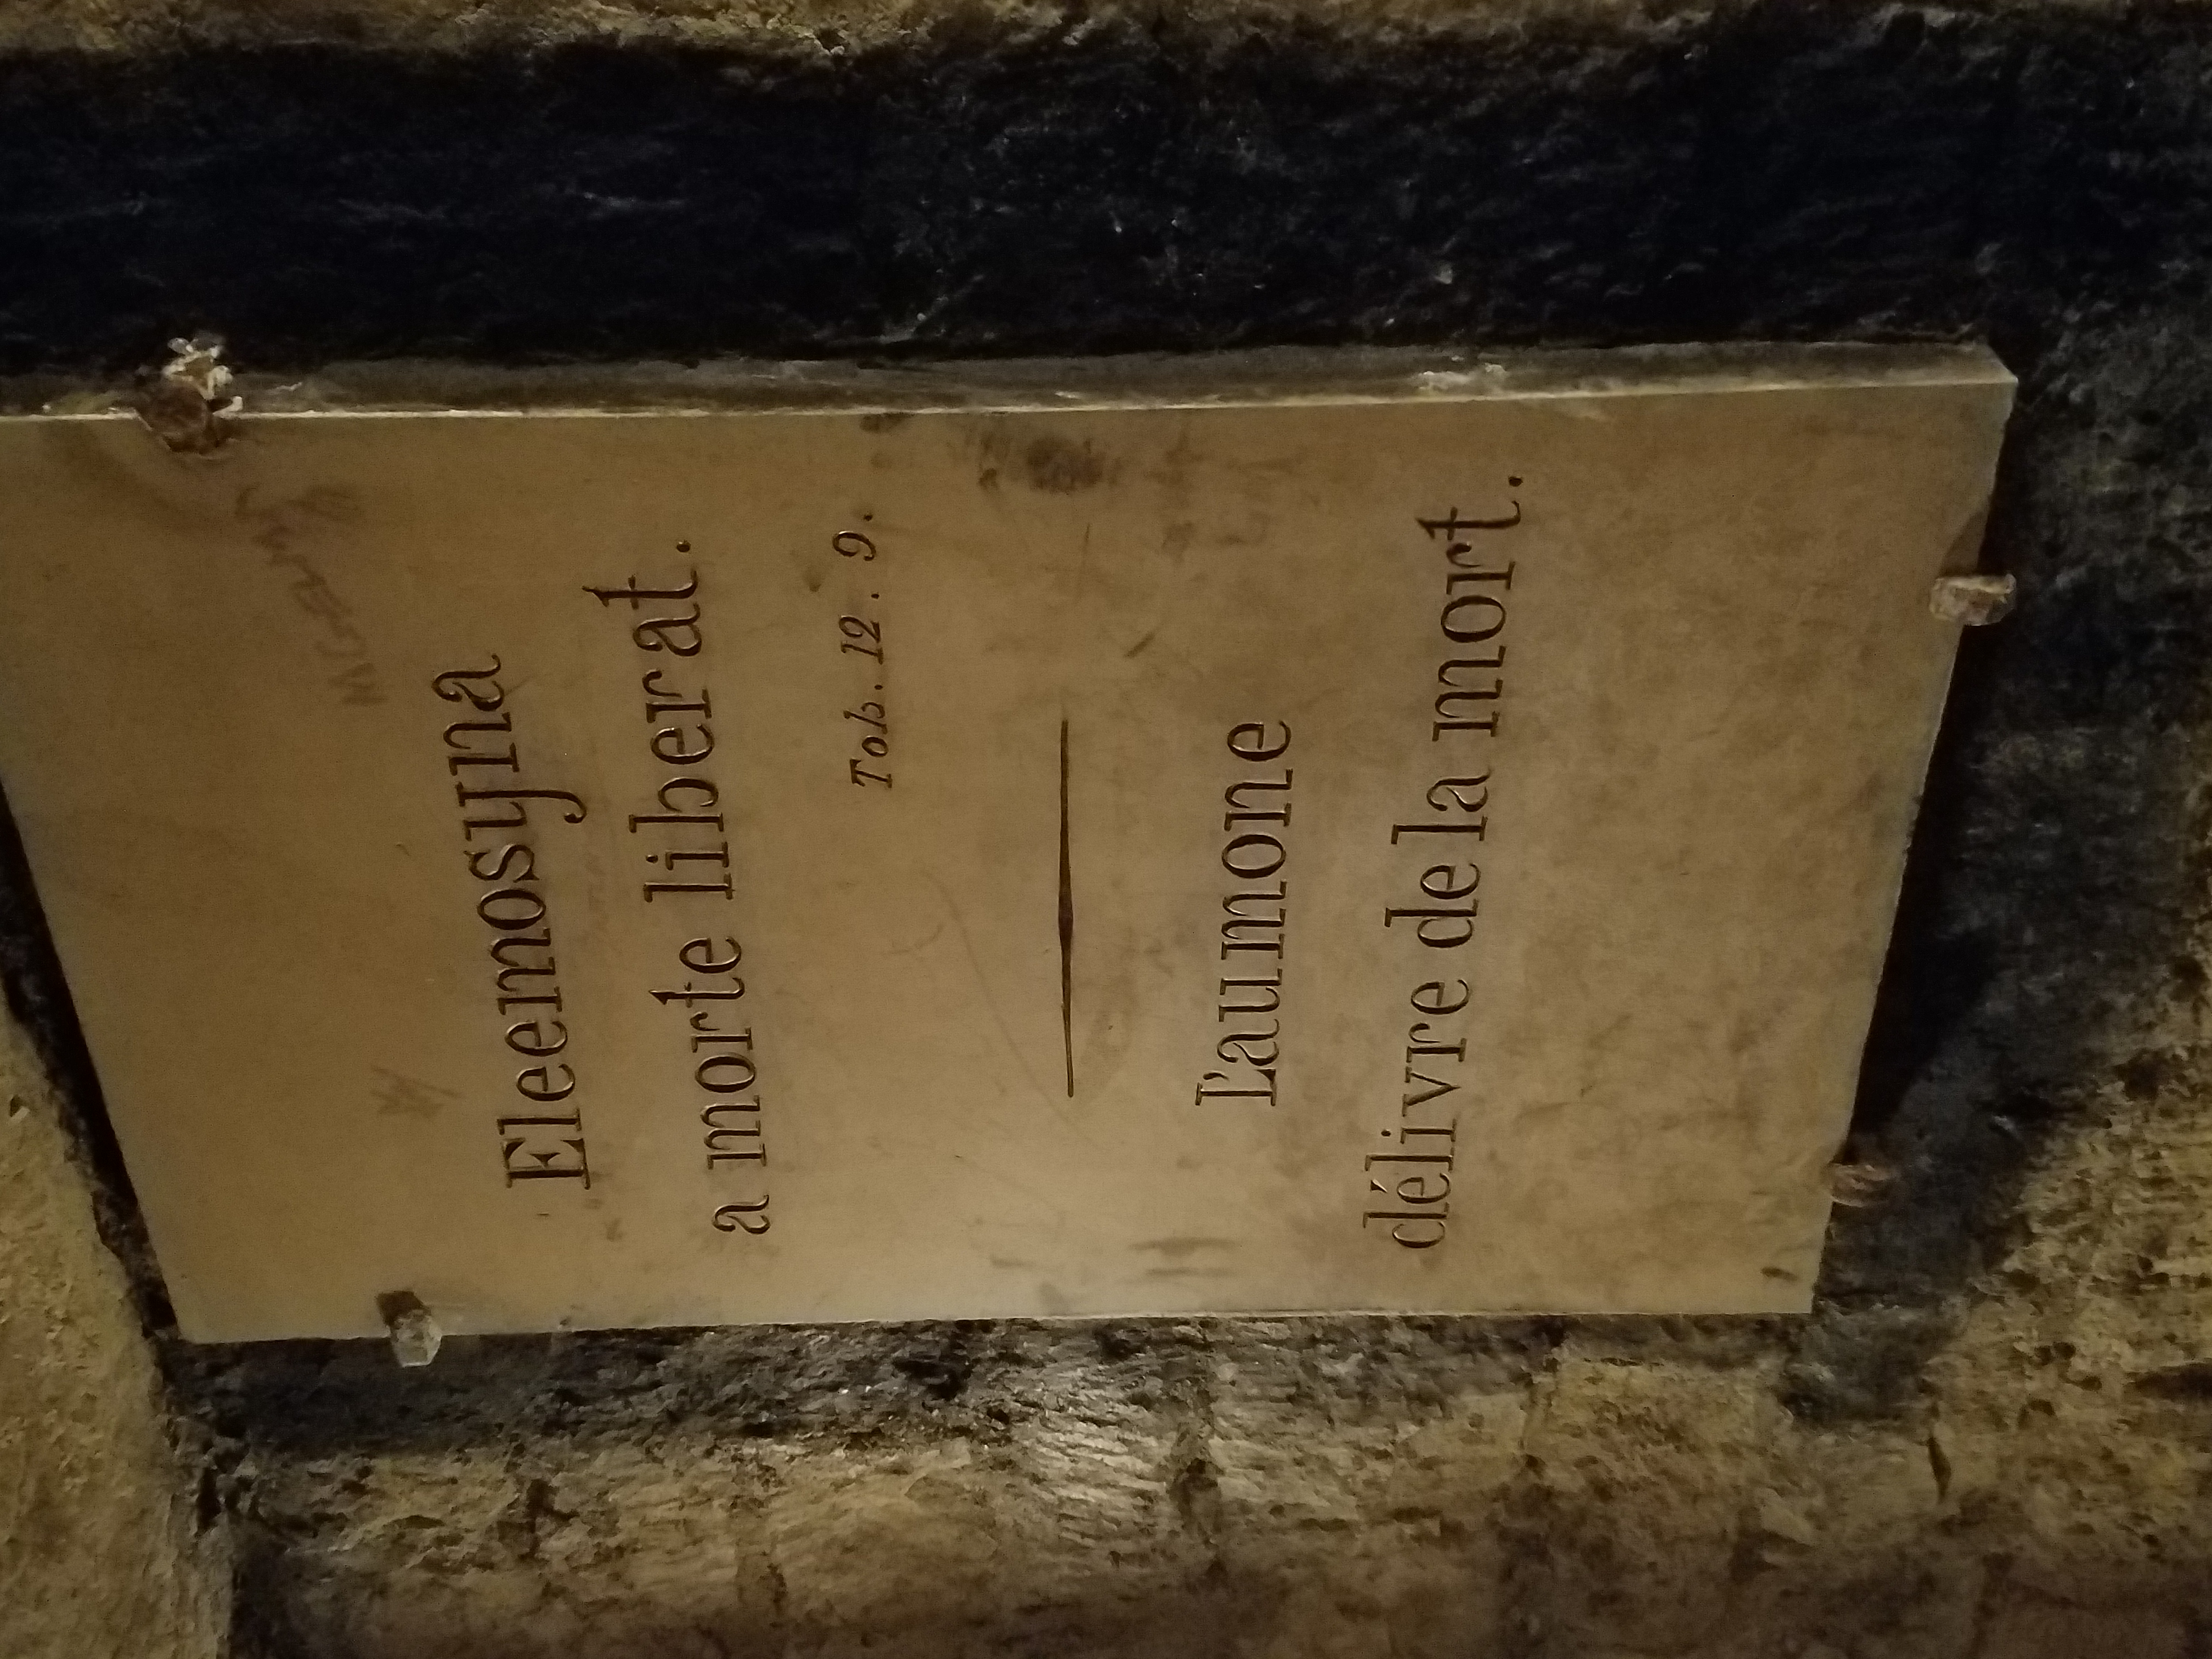 Eleemosyna
a morte liberat.
Tob. 12. 9.
L'aumone
délivre de la mort.